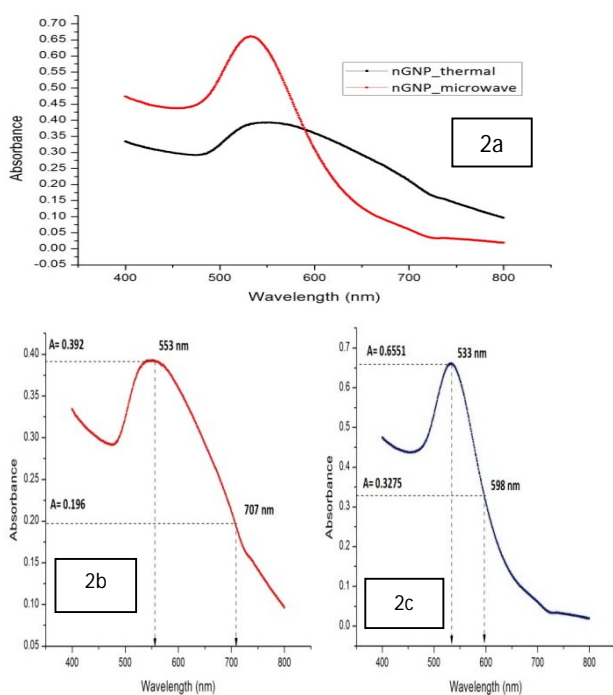 0.70
0.65
0.60
0.55
0.50
0.45
0.40
0.35
0.30
0.25
0.20
0.15
0.10
0.05
0.00
-0.05
Absorbance
nGNP_thermal
nGNP_microwave
2a
400 500 600 700 800
Wavelength (nm)
A= 0.392
553 nm
0.40
0.35
0.30
0.25
0.20
0.15
0.10
0.05
Absorbance
A= 0.196
707 nm
2b
400 500 600 700 800
Wavelength (nm)
A= 0.6551
533 nm
0.7
0.6
0.5
0.4
0.3
0.2
0.1
0.0
Absorbance
A= 0.3275
598 nm
2c
400 500 600 700 800
Wavelength (nm)